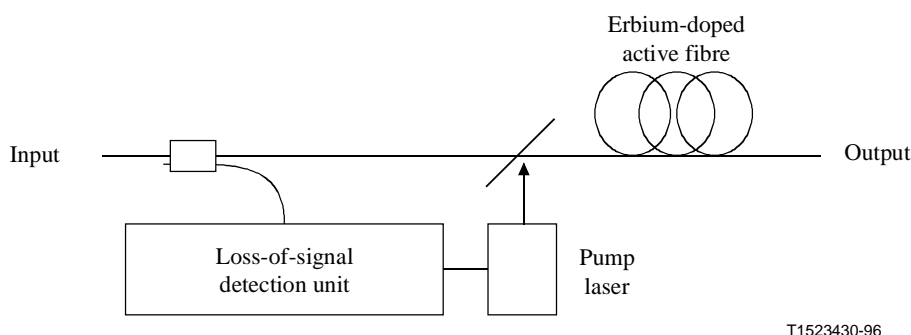 Erbium-doped
active fibre
Input
Output
Loss-of-signal
detection unit
Pump
laser
T1523430-96